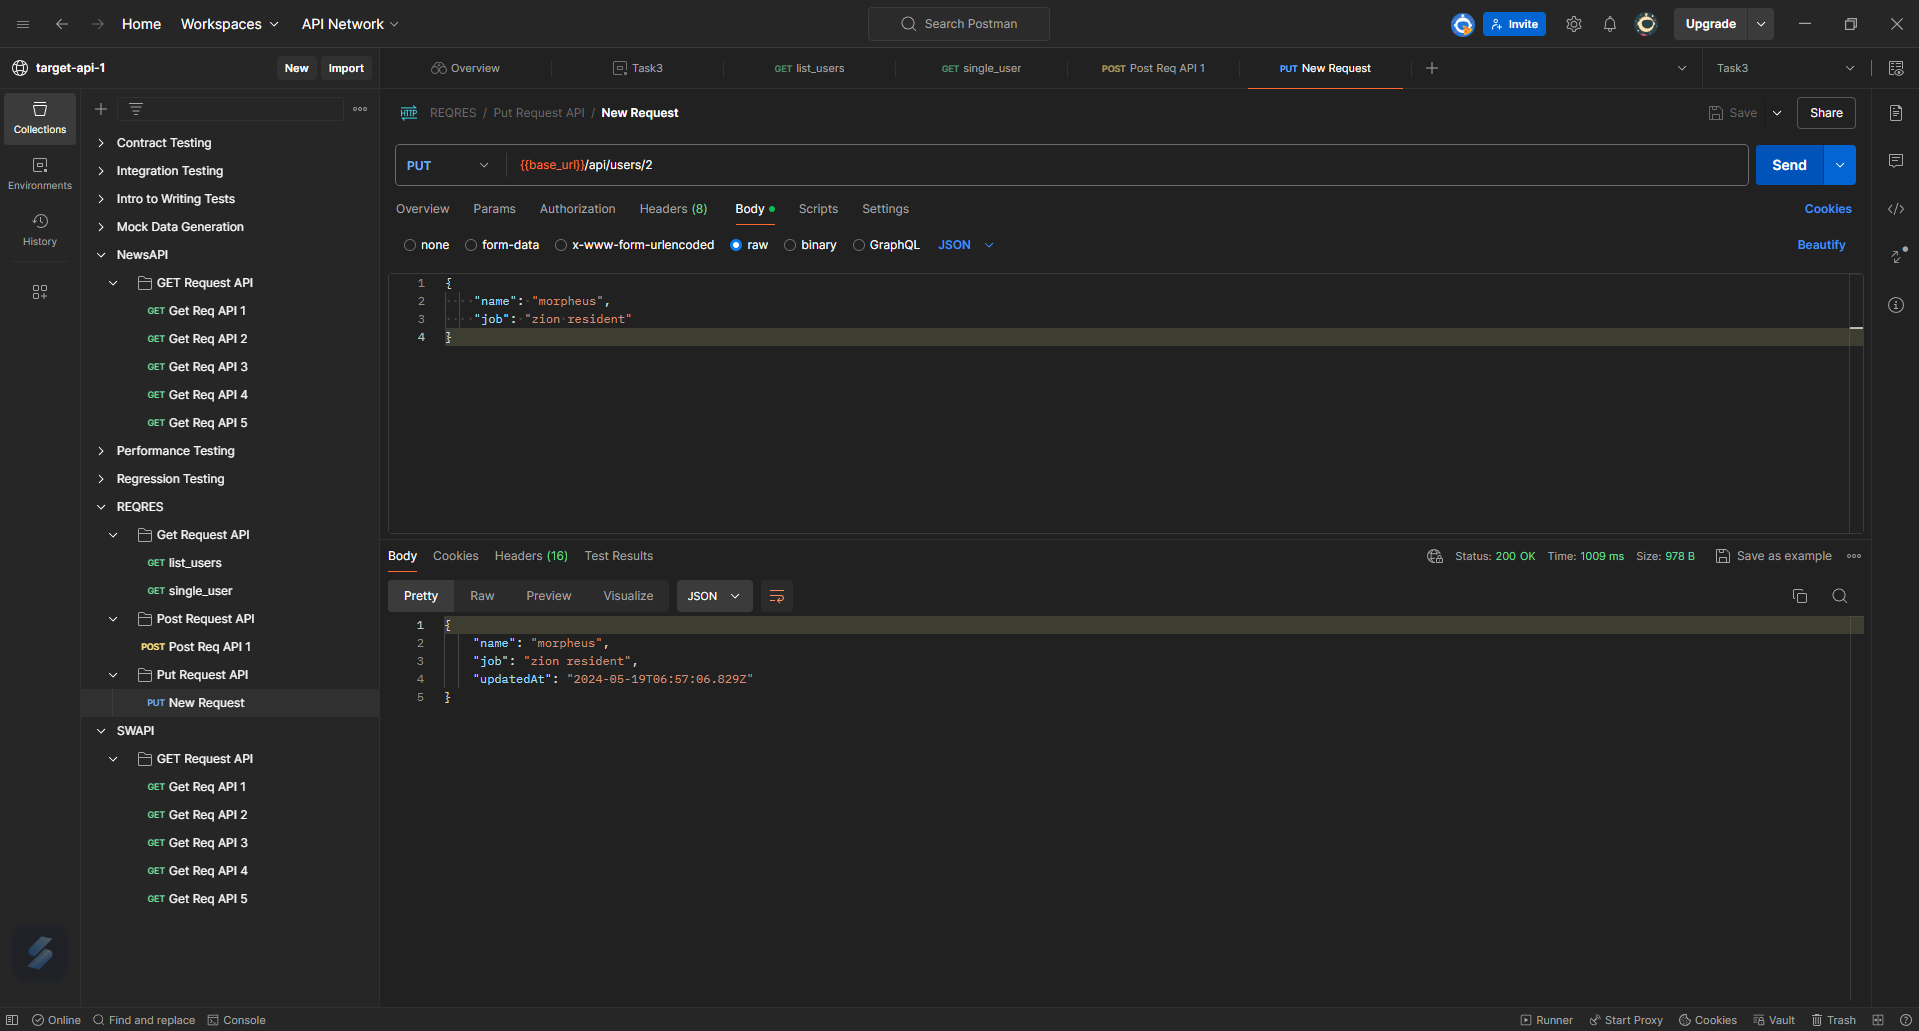 Home Workspaces API Network Search Postman Invite Upgrade
target-api-1 New Import Overview Task3 GET list_users GET single_user POST Post Req API 1 PUT New Request Task3
Collections
Environments
History
Contract Testing
Integration Testing
Intro to Writing Tests
Mock Data Generation
NewsAPI
GET Request API
GET Get Req API 1
GET Get Req API 2
GET Get Req API 3
GET Get Req API 4
GET Get Req API 5
Performance Testing
Regression Testing
REQRES
Get Request API
GET list_users
GET single_user
Post Request API
POST Post Req API 1
Put Request API
PUT New Request
SWAPI
GET Request API
GET Get Req API 1
GET Get Req API 2
GET Get Req API 3
GET Get Req API 4
GET Get Req API 5
HTTP REQRES / Put Request API / New Request Save Share
PUT {{base_url}}/api/users/2 Send
Overview Params Authorization Headers (8) Body Scripts Settings Cookies
none form-data x-www-form-urlencoded raw binary GraphQL JSON Beautify
1 {
2 "name": "morpheus",
3 "job": "zion resident"
4 }
Body Cookies Headers (16) Test Results Status: 200 OK Time: 1009 ms Size: 978 B Save as example
Pretty Raw Preview Visualize JSON
1 {
2 "name": "morpheus",
3 "job": "zion resident",
4 "updatedAt": "2024-05-19T06:57:06.829Z"
5 }
Online Find and replace Console Runner Start Proxy Cookies Vault Trash